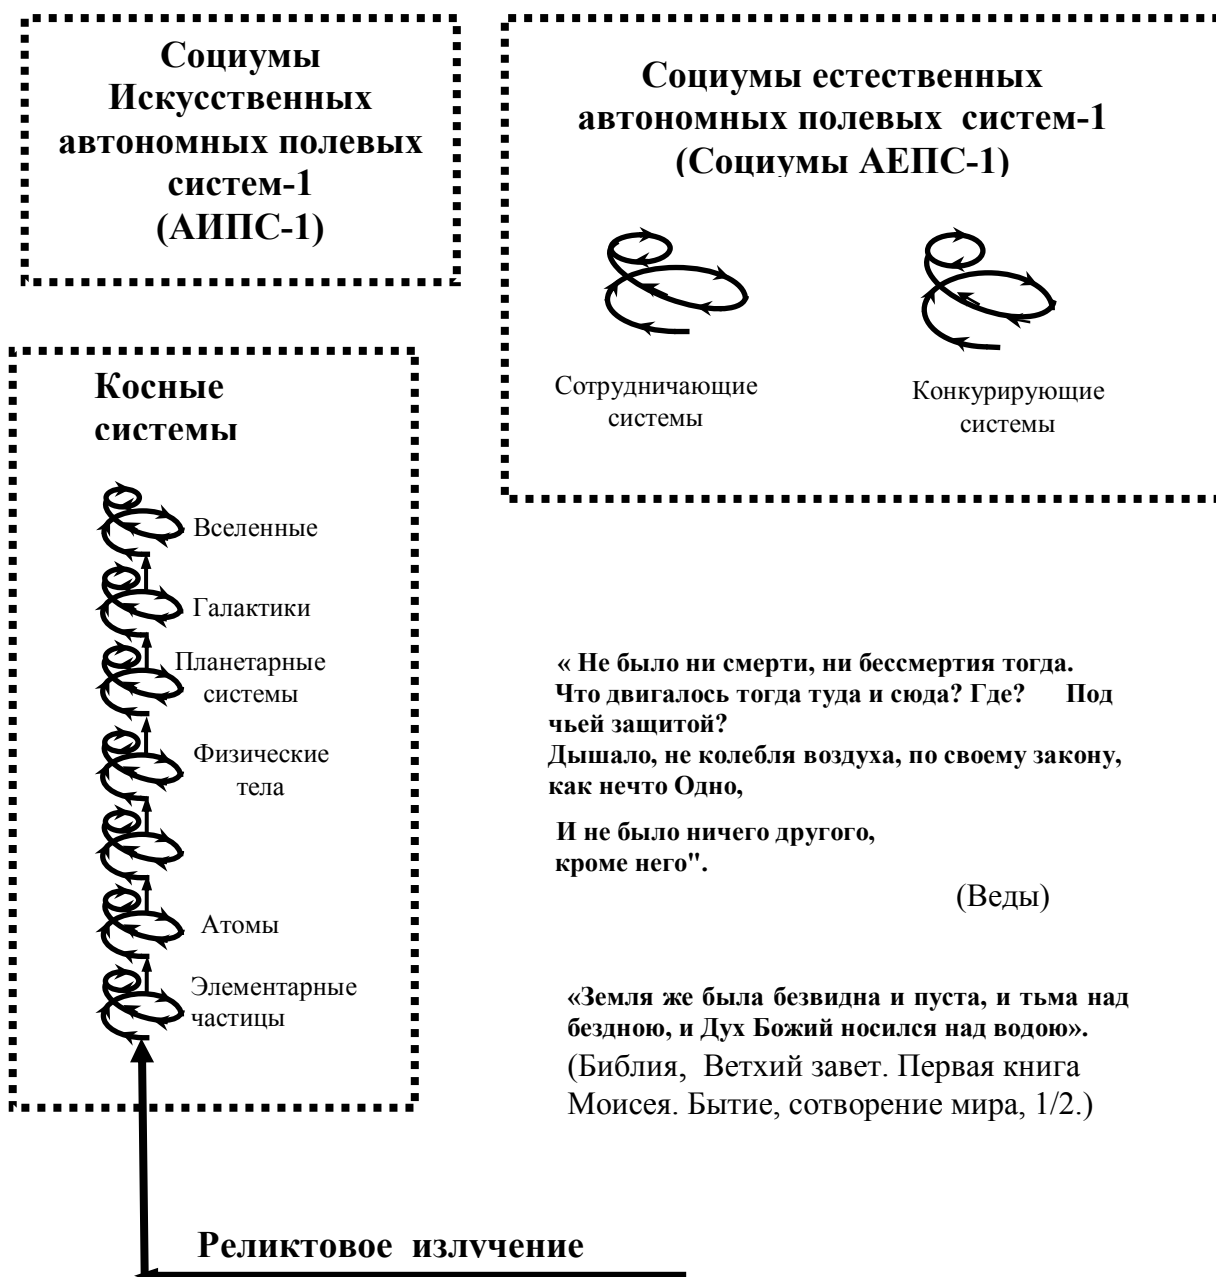 Социумы
Искусственных
автономных полевых
систем-1
(АИПС-1)
Социумы естественных
автономных полевых систем-1
(Социумы АЕПС-1)
Сотрудничающие
системы
Конкурирующие
системы
Косные
системы
Вселенные
Галактики
Планетарные
системы
Физические
тела
Атомы
Элементарные
частицы
« Не было ни смерти, ни бессмертия тогда.
Что двигалось тогда туда и сюда? Где? Под
чьей защитой?
Дышало, не колебля воздуха, по своему закону,
как нечто Одно,
И не было ничего другого,
кроме него".
(Веды)
«Земля же была безвидна и пуста, и тьма над
бездною, и Дух Божий носился над водою».
(Библия, Ветхий завет. Первая книга
Моисея. Бытие, сотворение мира, 1/2.)
Реликтовое излучение